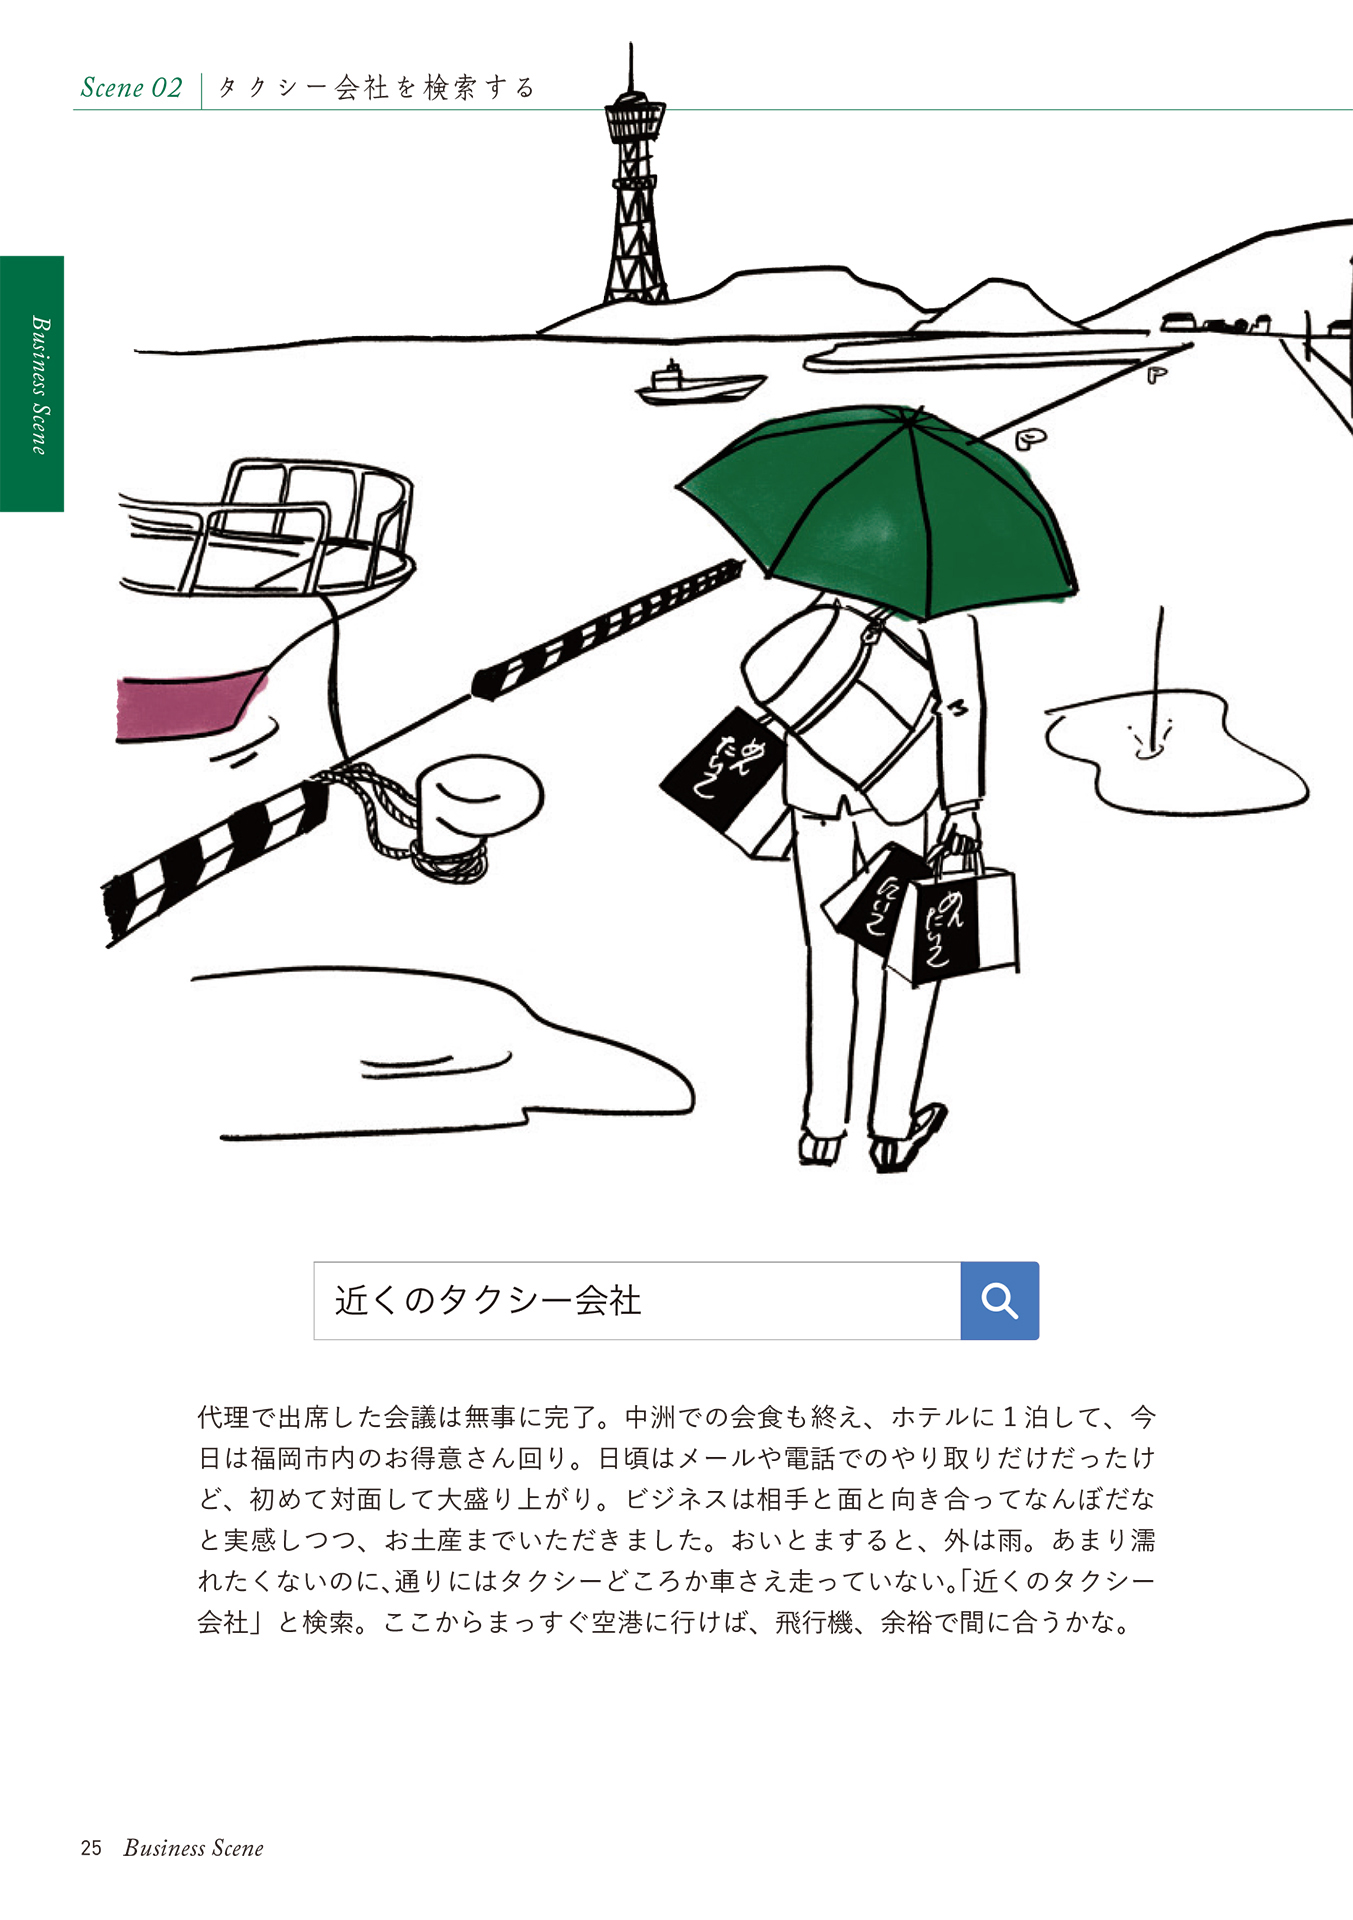 Scene 02 タクシー会社を検索する
Business Scene
めん
たいこ
たいこ
めん
たいこ
近くのタクシー会社
代理で出席した会議は無事に完了。中洲での会食も終え、ホテルに1泊して、今
日は福岡市内のお得意さん回り。日頃はメールや電話でのやり取りだけだったけ
ど、初めて対面して大盛り上がり。ビジネスは相手と面と向き合ってなんぼだな
と実感しつつ、お土産までいただきました。おいとますると、外は雨。あまり濡
れたくないのに、通りにはタクシーどころか車さえ走っていない。「近くのタクシー
会社」と検索。ここからまっすぐ空港に行けば、飛行機、余裕で間に合うかな。
25 Business Scene